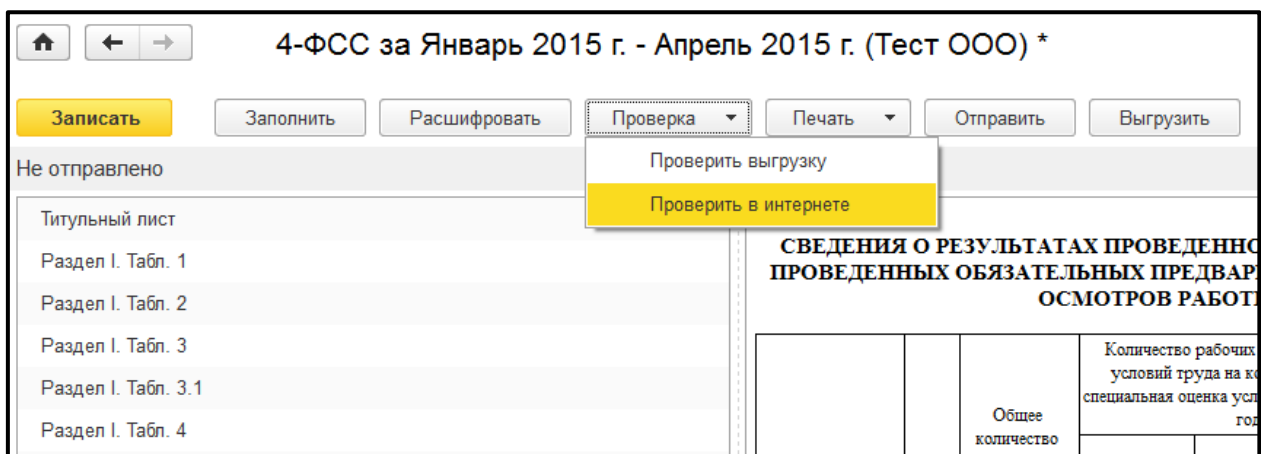 4-ФСС за Январь 2015 г. - Апрель 2015 г. (Тест ООО) *
Записать Заполнить Расшифровать Проверка Печать Отправить Выгрузить
Не отправлено
Проверить выгрузку
Проверить в интернете
Титульный лист
Раздел I. Табл. 1
Раздел I. Табл. 2
Раздел I. Табл. 3
Раздел I. Табл. 3.1
Раздел I. Табл. 4
СВЕДЕНИЯ О РЕЗУЛЬТАТАХ ПРОВЕДЕННО
ПРОВЕДЕННЫХ ОБЯЗАТЕЛЬНЫХ ПРЕДВАР
ОСМОТРОВ РАБОТ
Общее
количество
Количество рабочих
условий труда на ко
специальная оценка усл
год